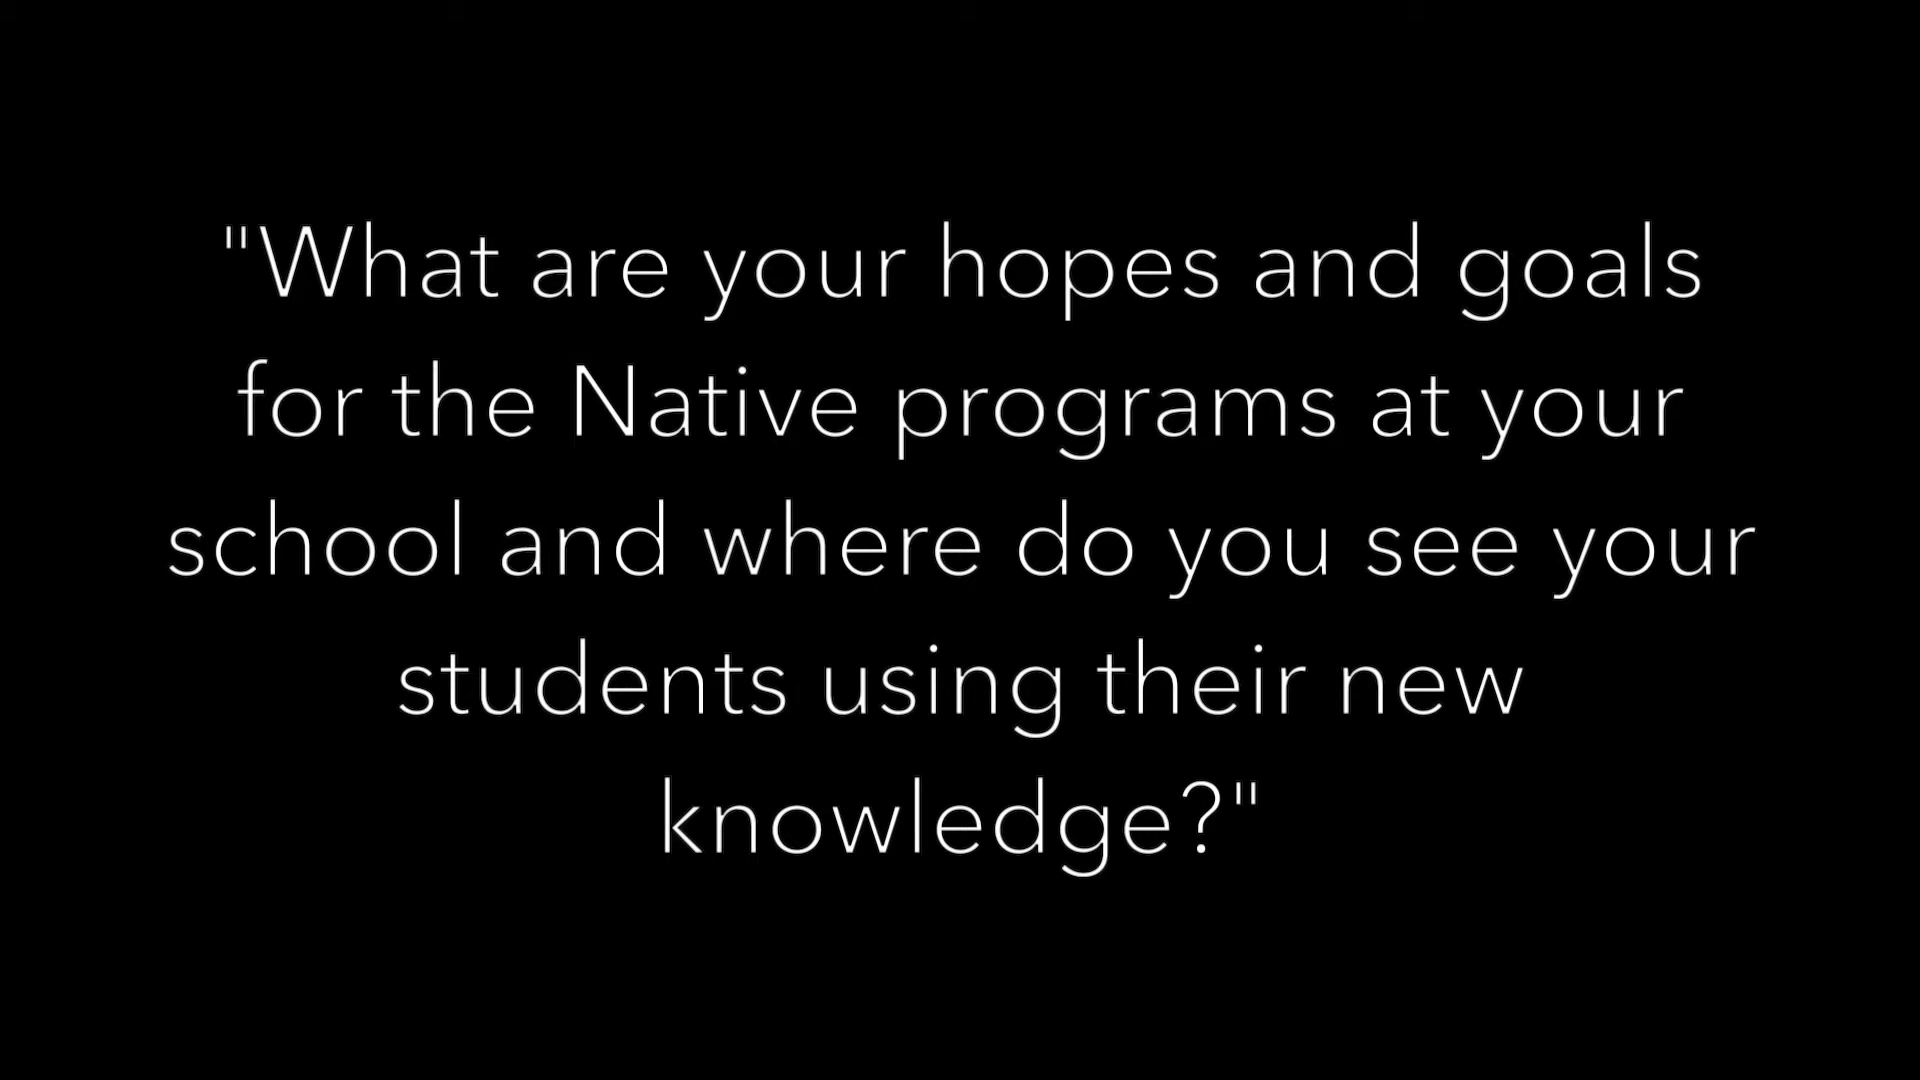 "What are your hopes and goals
for the Native programs at your
school and where do you see your
students using their new
knowledge?"